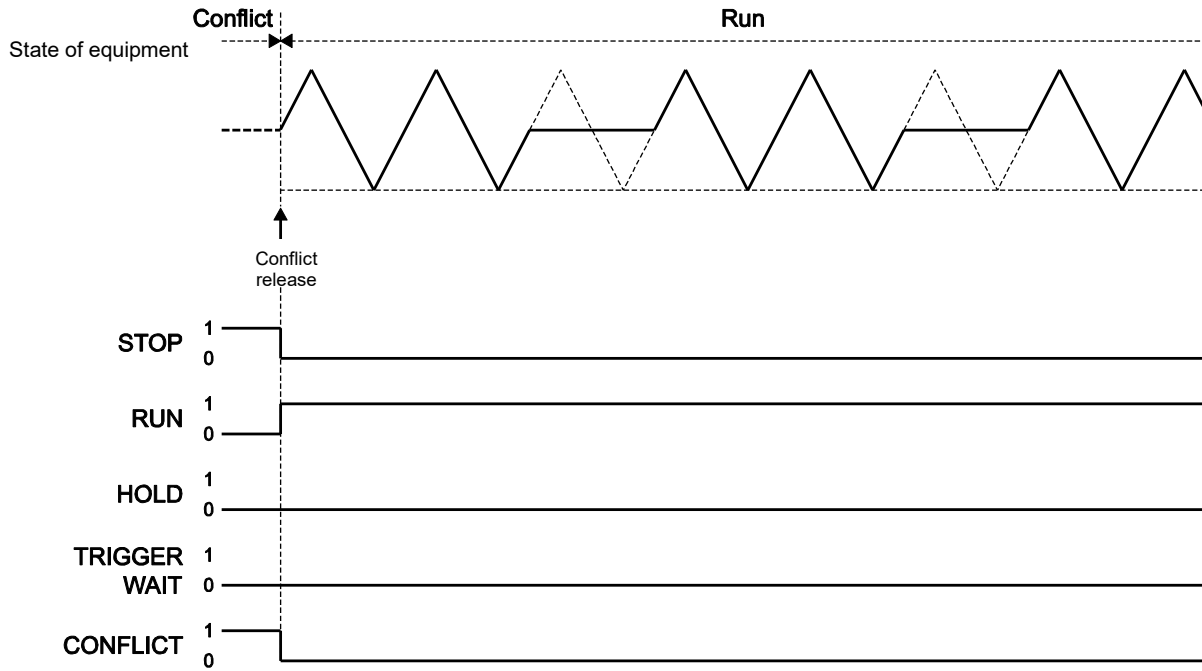 Conflict Run
State of equipment
Conflict
release
STOP 1
0
RUN 1
0
HOLD 1
0
TRIGGER 1
WAIT 0
CONFLICT 1
0